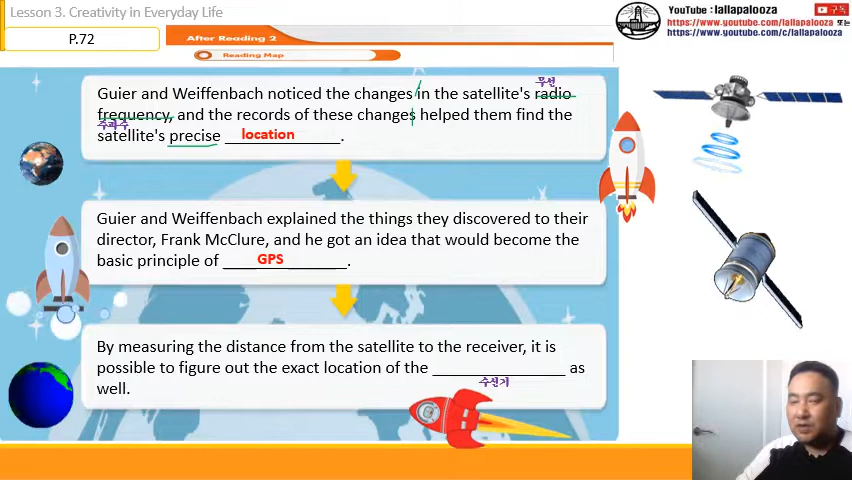 Lesson 3. Creativity in Everyday Life
P.72
After Reading 2
Reading Map
YouTube : lallapalooza
구독
https://www.youtube.com/lallapalooza 또는
https://www.youtube.com/c/lallapalooza
무선
Guier and Weiffenbach noticed the changes in the satellite's radio
frequency, and the records of these changes helped them find the
주파수
satellite's precise location.
Guier and Weiffenbach explained the things they discovered to their
director, Frank McClure, and he got an idea that would become the
basic principle of GPS.
By measuring the distance from the satellite to the receiver, it is
possible to figure out the exact location of the ________________ as
수신기
well.